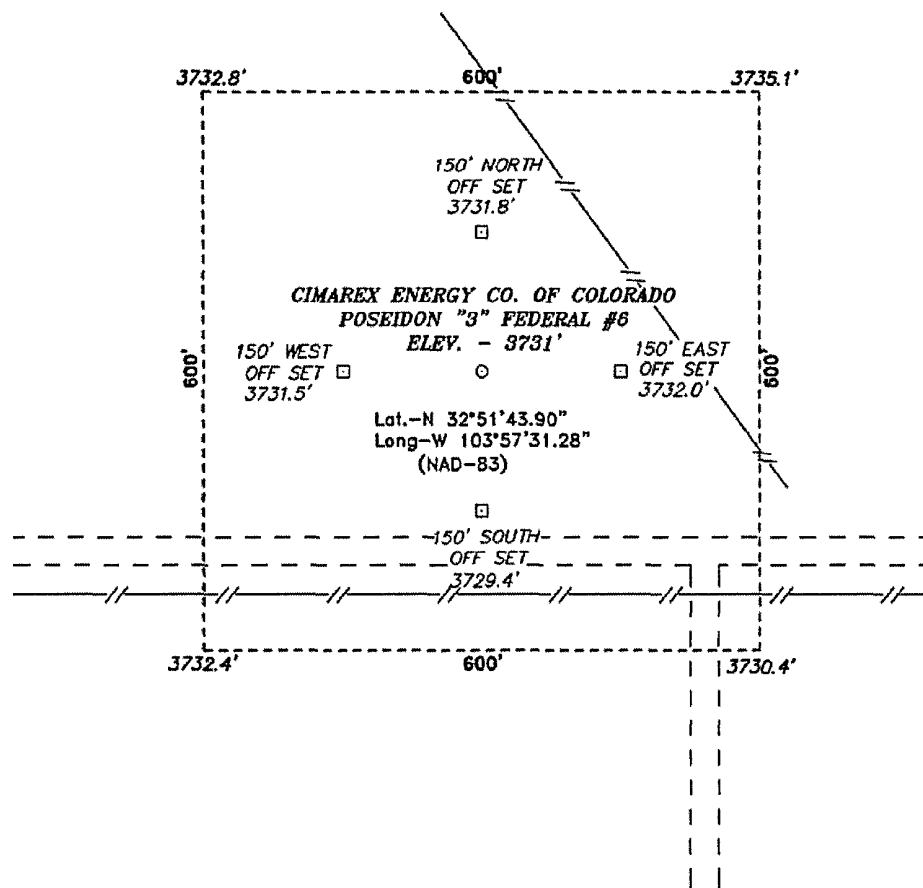 3732.8'
600'
3735.1'
150' NORTH
OFF SET
3731.8'
CIMAREX ENERGY CO. OF COLORADO
POSEIDON "3" FEDERAL #6
ELEV. - 3731'
600'
150' WEST
OFF SET
3731.5'
150' EAST
OFF SET
3732.0'
600'
Lat.-N 32°51'43.90"
Long-W 103°57'31.28"
(NAD-83)
150' SOUTH
OFF SET
3729.4'
3732.4'
600'
3730.4'